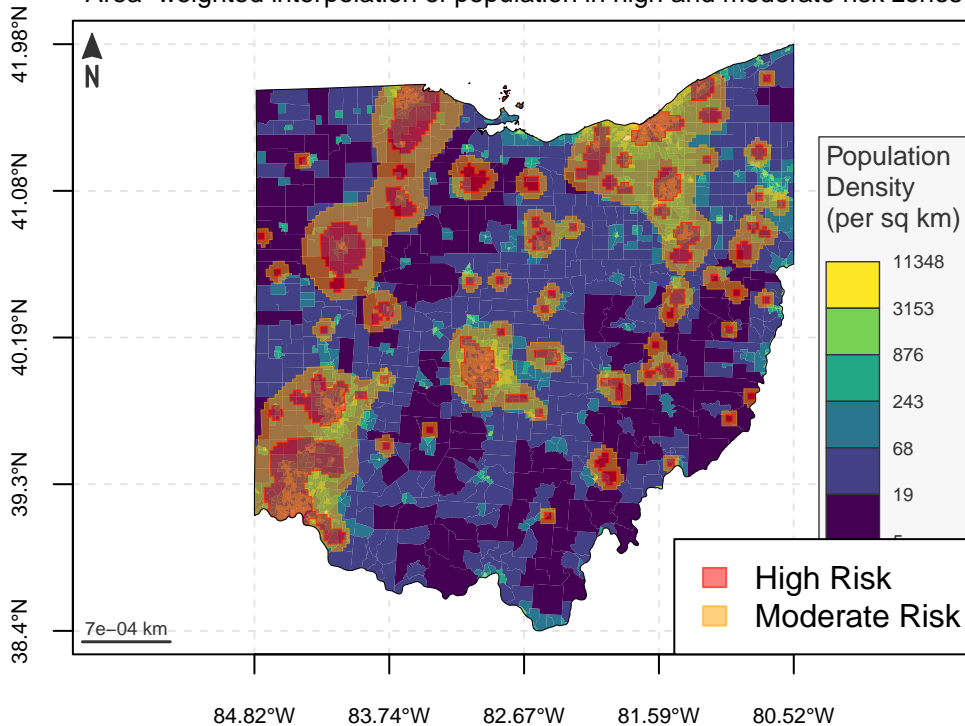 Area-weighted interpolation of population in high and moderate risk zones
41.98°N
41.08°N
40.19°N
39.3°N
38.4°N
N
Population
Density
(per sq km)
11348
3153
876
243
68
19
High Risk
Moderate Risk
7e−04 km
84.82°W
83.74°W
82.67°W
81.59°W
80.52°W